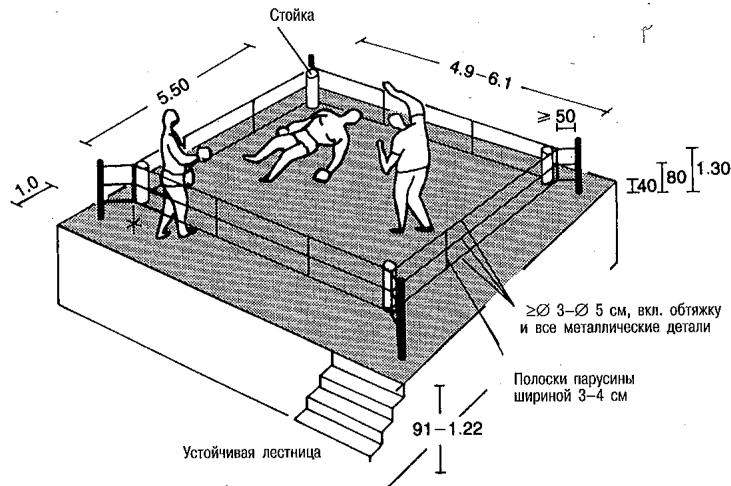 Стойка
4.9–6.1
5.50
≥ 50
1.0
40
80
1.30
≥Ø 3–Ø 5 см, вкл. обтяжку
и все металлические детали
Полоски парусины
шириной 3–4 см
91–1.22
Устойчивая лестница